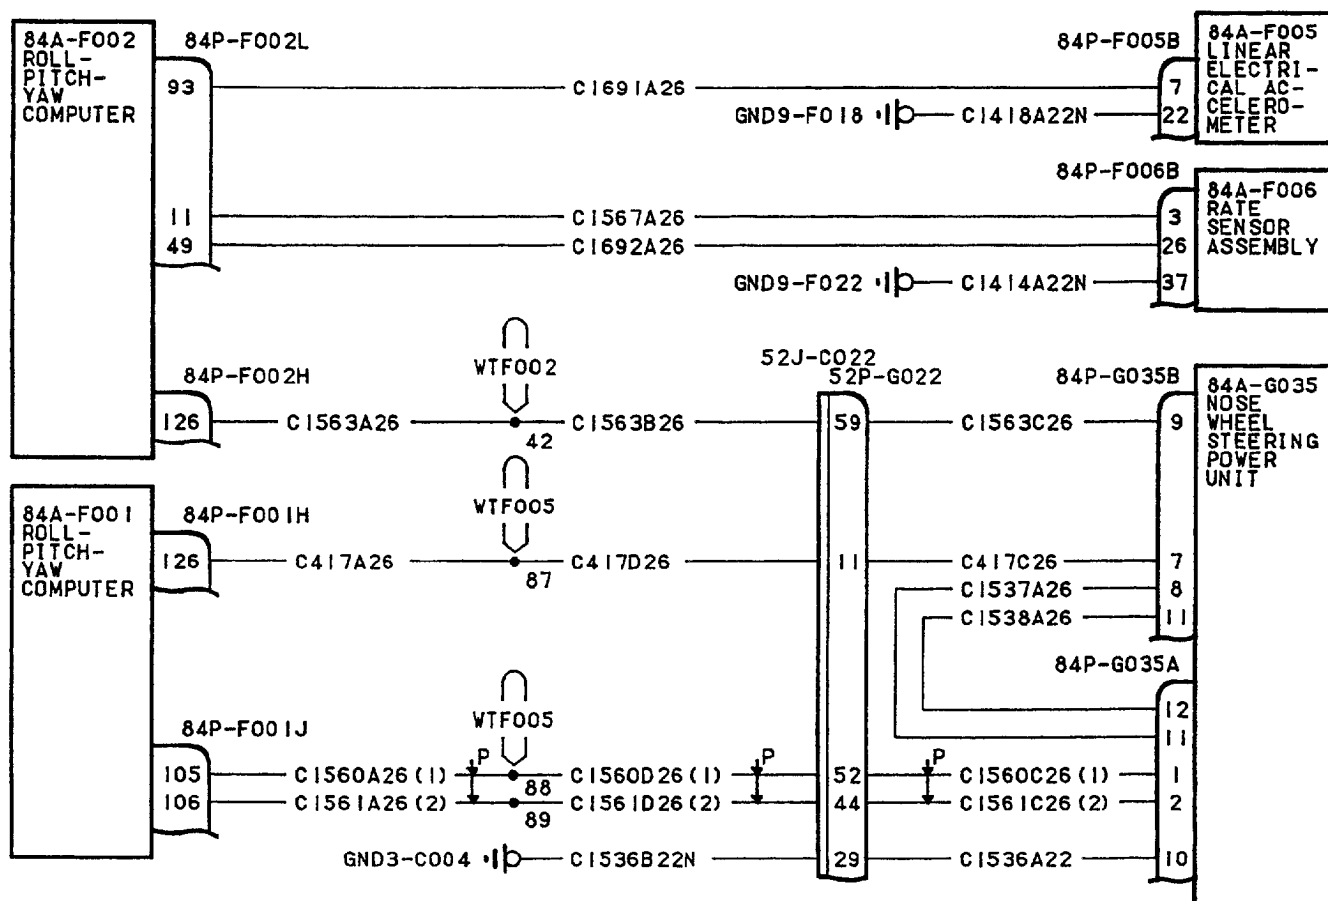 84A-F002
ROLL-
PITCH-
YAW
COMPUTER
84P-F002L
93
C1691A26
84P-F005B
7
84A-F005
LINEAR
ELECTRI-
CAL AC-
CELERO-
METER
GND9-F018
C1418A22N
22
84P-F006B
84A-F006
RATE
SENSOR
ASSEMBLY
11
C1567A26
3
49
C1692A26
26
GND9-F022
C1414A22N
37
84P-F002H
WTF002
52J-C022
52P-G022
84P-G035B
84A-G035
NOSE
WHEEL
STEERING
POWER
UNIT
126
C1563A26
42
C1563B26
59
C1563C26
9
84A-F001
ROLL-
PITCH-
YAW
COMPUTER
84P-F001H
WTF005
126
C417A26
87
C417D26
11
C417C26
7
C1537A26
8
C1538A26
11
84P-G035A
12
11
84P-F001J
WTF005
P
P
P
105
C1560A26(1)
88
C1560D26(1)
52
C1560C26(1)
1
106
C1561A26(2)
89
C1561D26(2)
44
C1561C26(2)
2
GND3-C004
C1536B22N
29
C1536A22
10